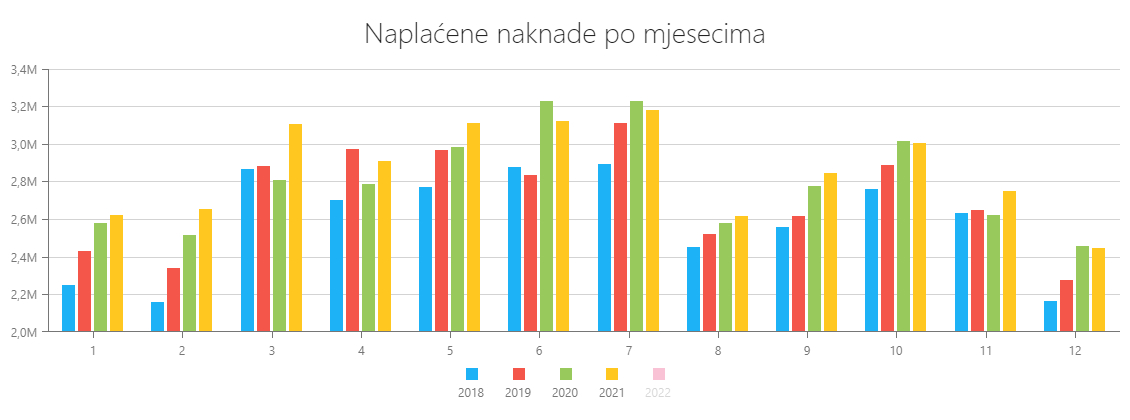 Naplaćene naknade po mjesecima
3,4M
3,2M
3,0M
2,8M
2,6M
2,4M
2,2M
2,0M
1 2 3 4 5 6 7 8 9 10 11 12
2018 2019 2020 2021 2022